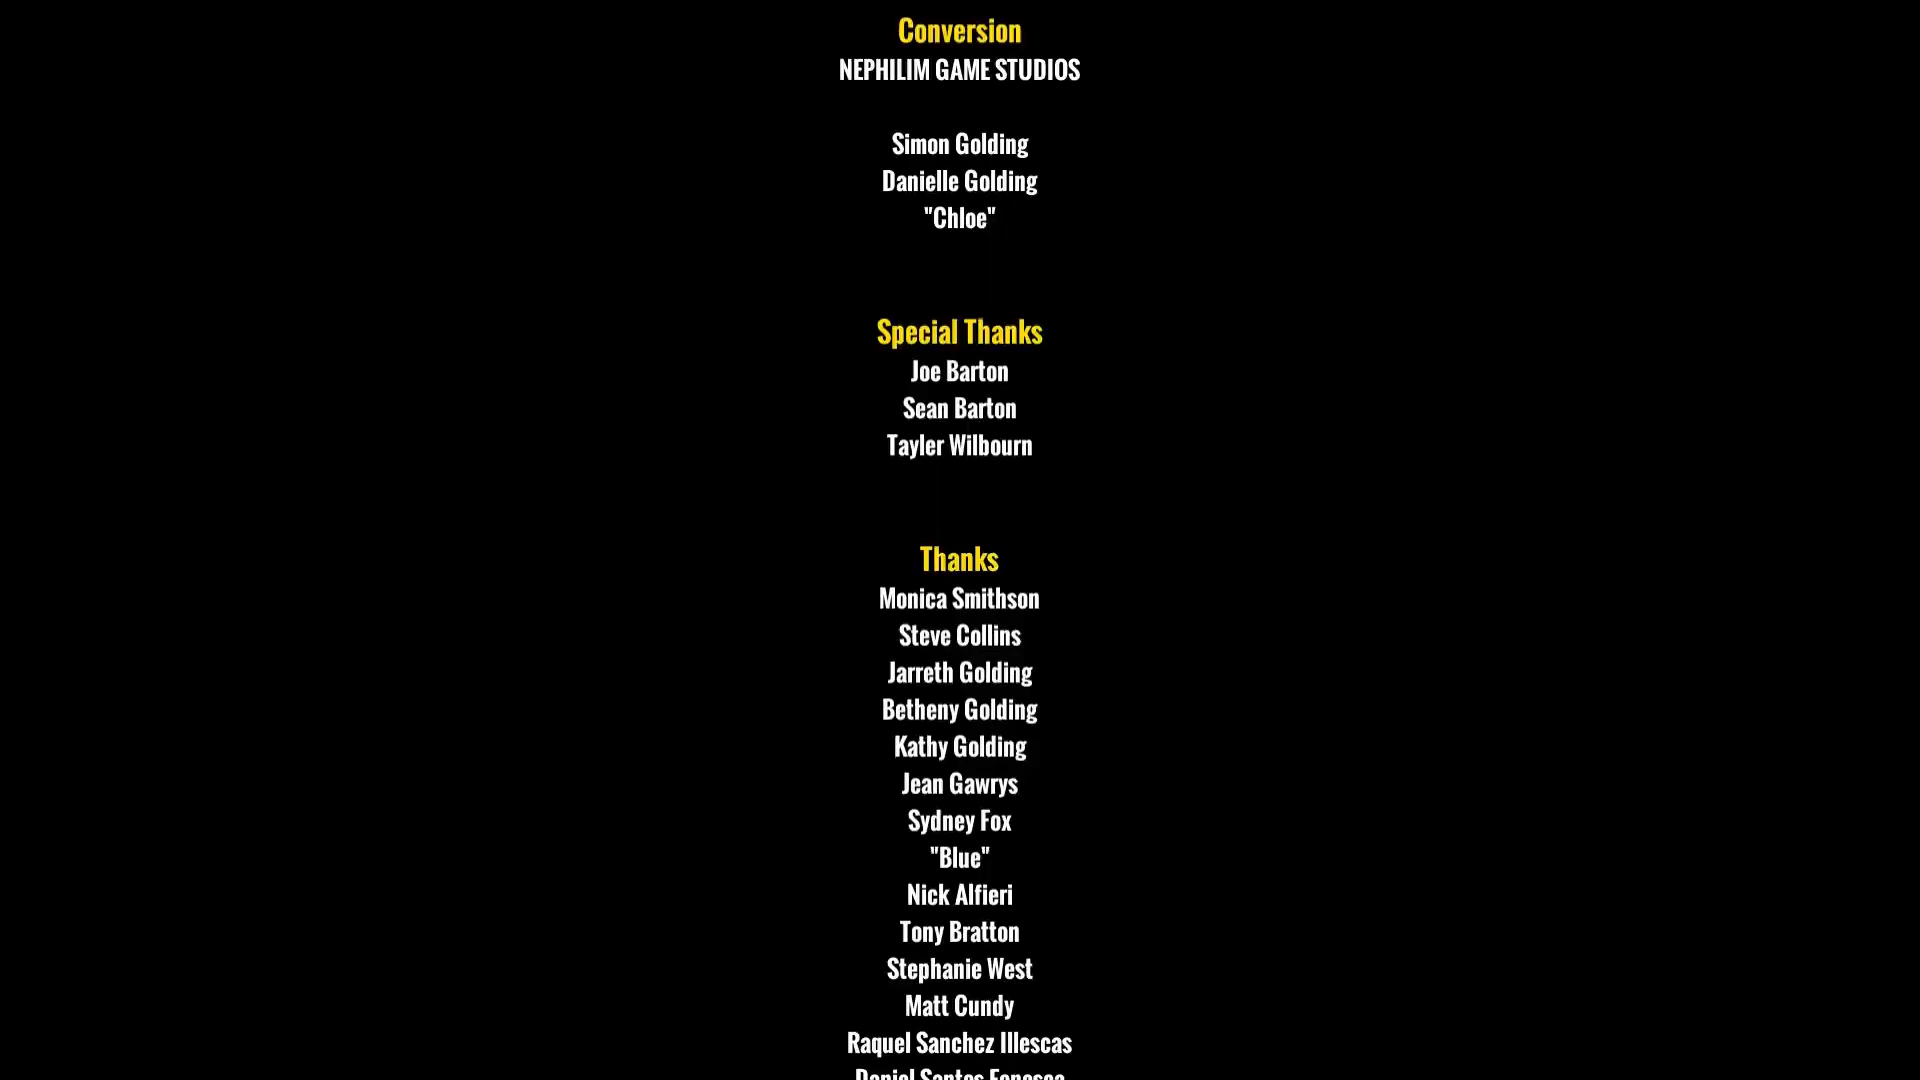 Conversion
NEPHILIM GAME STUDIOS
Simon Golding
Danielle Golding
"Chloe"
Special Thanks
Joe Barton
Sean Barton
Tayler Wilbourn
Thanks
Monica Smithson
Steve Collins
Jarreth Golding
Betheny Golding
Kathy Golding
Jean Gawrys
Sydney Fox
"Blue"
Nick Alfieri
Tony Bratton
Stephanie West
Matt Cundy
Raquel Sanchez Illescas
Daniel Santos